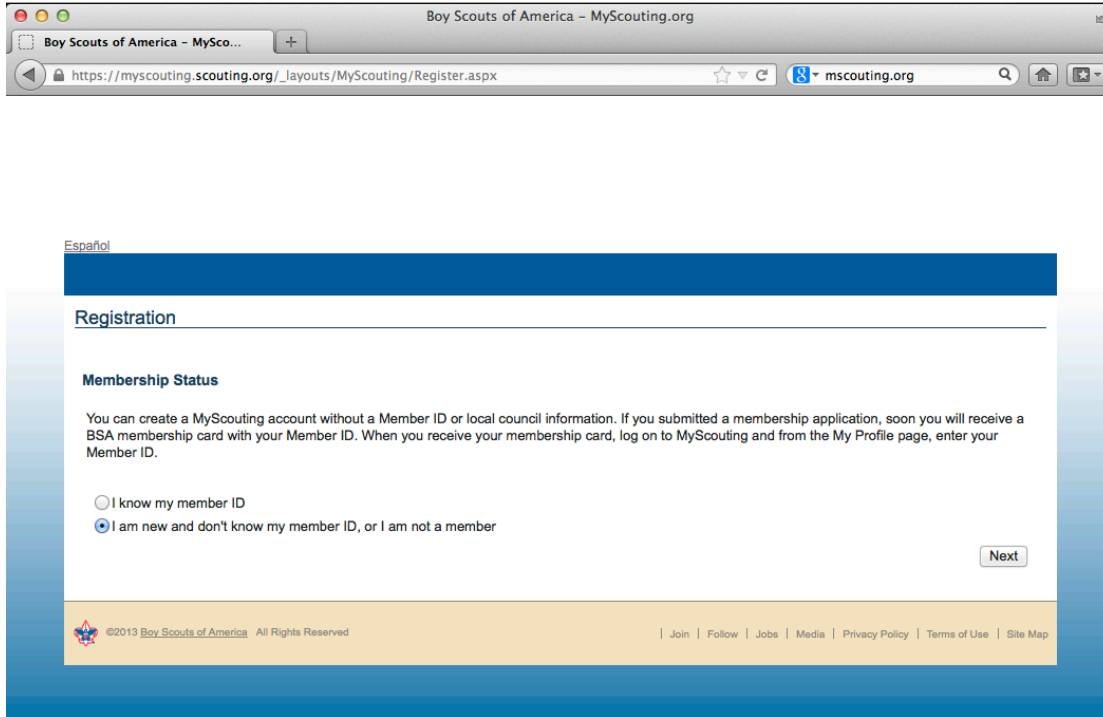 Boy Scouts of America – MyScouting.org
Boy Scouts of America – MySco... +
https://myscouting.scouting.org/_layouts/MyScouting/Register.aspx
8 mscouting.org
Español
Registration
Membership Status
You can create a MyScouting account without a Member ID or local council information. If you submitted a membership application, soon you will receive a
BSA membership card with your Member ID. When you receive your membership card, log on to MyScouting and from the My Profile page, enter your
Member ID.
I know my member ID
I am new and don't know my member ID, or I am not a member
Next
©2013 Boy Scouts of America All Rights Reserved | Join | Follow | Jobs | Media | Privacy Policy | Terms of Use | Site Map